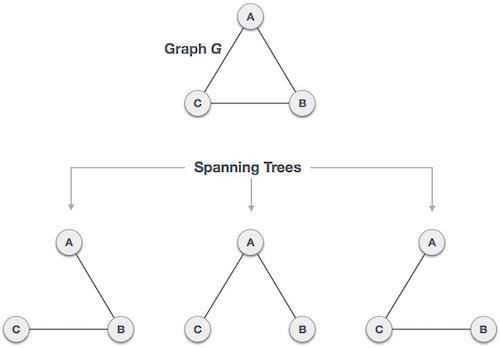 A
Graph G
C B
Spanning Trees
A A A
C B C B C B